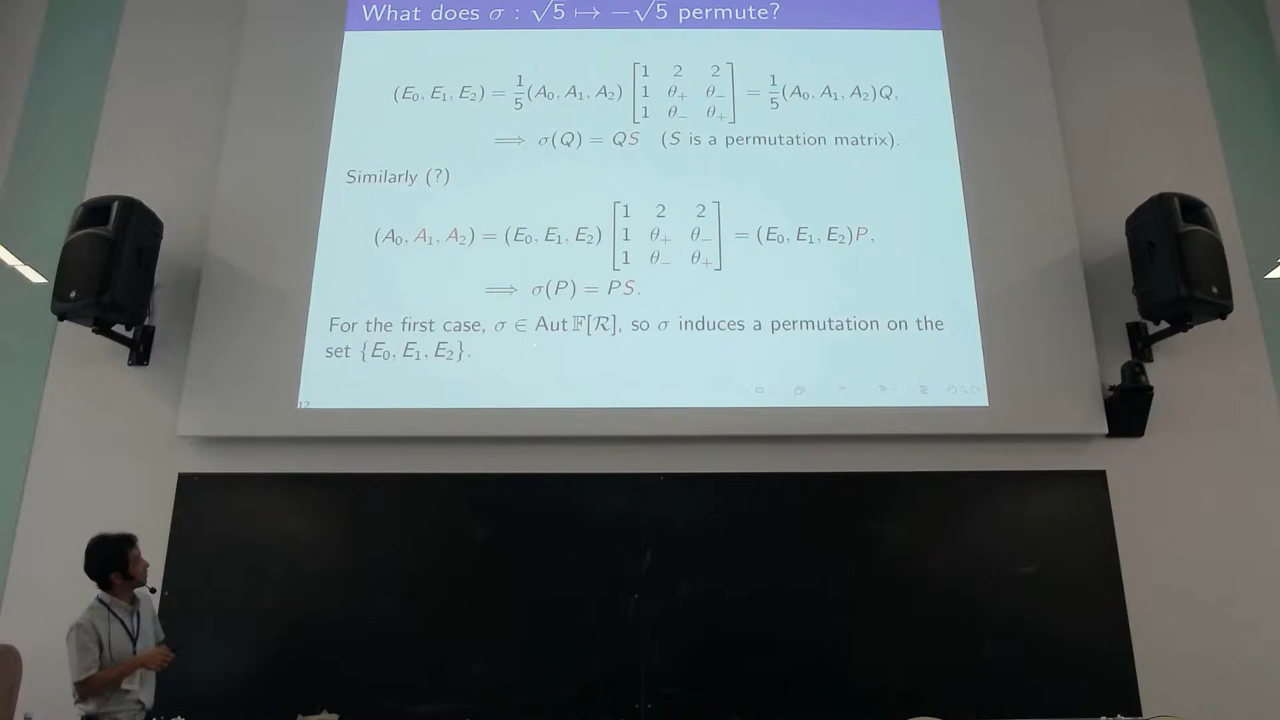 What does σ : √5 ↦ −√5 permute?
(E₀, E₁, E₂) = 1/5 (A₀, A₁, A₂) [1 2 2; 1 θ₊ θ₋; 1 θ₋ θ₊] = 1/5 (A₀, A₁, A₂)Q,
⟹ σ(Q) = QS (S is a permutation matrix).
Similarly (?)
(A₀, A₁, A₂) = (E₀, E₁, E₂) [1 2 2; 1 θ₊ θ₋; 1 θ₋ θ₊] = (E₀, E₁, E₂)P,
⟹ σ(P) = PS.
For the first case, σ ∈ Aut 𝔽[ℛ], so σ induces a permutation on the
set {E₀, E₁, E₂}.
12